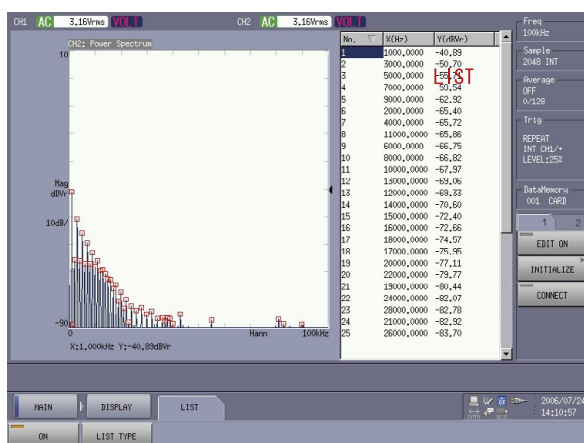 CH1 AC 3.16Vrms VOLT CH2 AC 3.16Vrms VOLT
CH2: Power Spectrum
10
Mag
dBVr
10dB/
-90
0 Hann 100kHz
X:1.000kHz Y:-40.89dBVr
No. X(Hz) Y(dBVr)
1 1000.0000 -40.89
2 3000.0000 -50.70
3 5000.0000 -55.71
LIST
4 7000.0000 -59.54
5 9000.0000 -62.92
6 2000.0000 -65.40
7 4000.0000 -65.72
8 11000.0000 -65.86
9 6000.0000 -66.75
10 8000.0000 -66.82
11 10000.0000 -67.97
12 13000.0000 -69.06
13 12000.0000 -69.33
14 14000.0000 -70.60
15 15000.0000 -72.40
16 16000.0000 -72.66
17 18000.0000 -74.57
18 17000.0000 -75.95
19 20000.0000 -77.11
20 22000.0000 -79.77
21 19000.0000 -80.44
22 24000.0000 -82.07
23 28000.0000 -82.78
24 21000.0000 -82.92
25 26000.0000 -83.70
Freq
100kHz
Sample
2048 INT
Average
OFF
0/128
Trig
REPEAT
INT CH1/+
LEVEL:25%
DataMemory
001 CARD
1 2
EDIT ON
INITIALIZE
CONNECT
MAIN DISPLAY LIST
2006/07/24
14:10:57
ON LIST TYPE